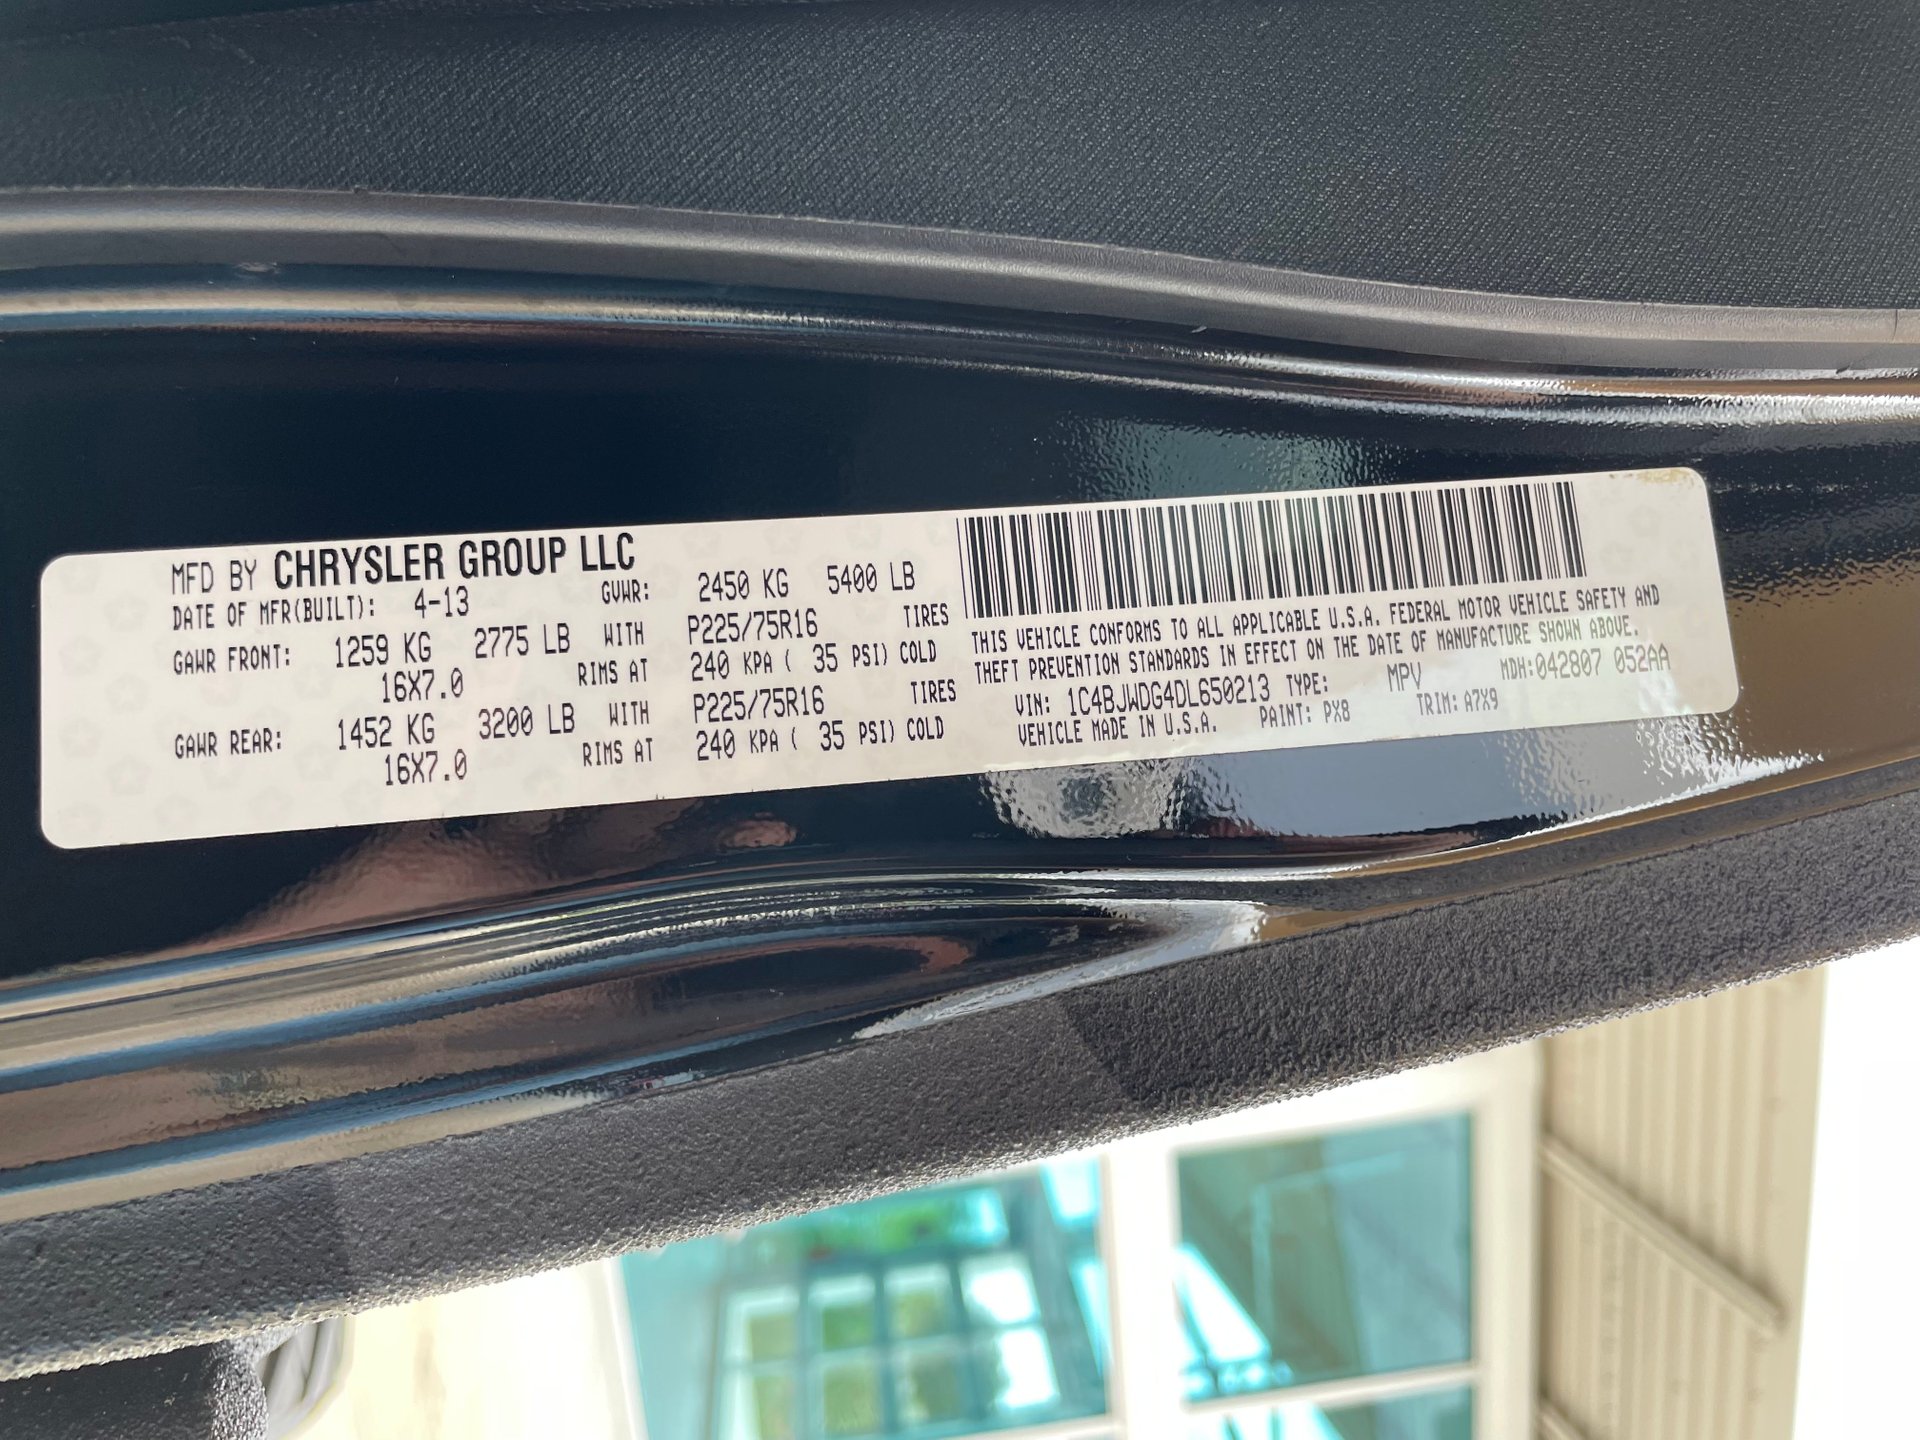 MFD BY CHRYSLER GROUP LLC
DATE OF MFR(BUILT): 4-13 GVWR: 2450 KG 5400 LB
GAWR FRONT: 1259 KG 2775 LB WITH P225/75R16 TIRES
16X7.0 RIMS AT 240 KPA ( 35 PSI) COLD
GAWR REAR: 1452 KG 3200 LB WITH P225/75R16 TIRES
16X7.0 RIMS AT 240 KPA ( 35 PSI) COLD
THIS VEHICLE CONFORMS TO ALL APPLICABLE U.S.A. FEDERAL MOTOR VEHICLE SAFETY AND
THEFT PREVENTION STANDARDS IN EFFECT ON THE DATE OF MANUFACTURE SHOWN ABOVE.
VIN: 1C4BJWDG4DL650213 TYPE: MPV MDH:042807 052AA
VEHICLE MADE IN U.S.A. PAINT: PX8 TRIM: A7X9